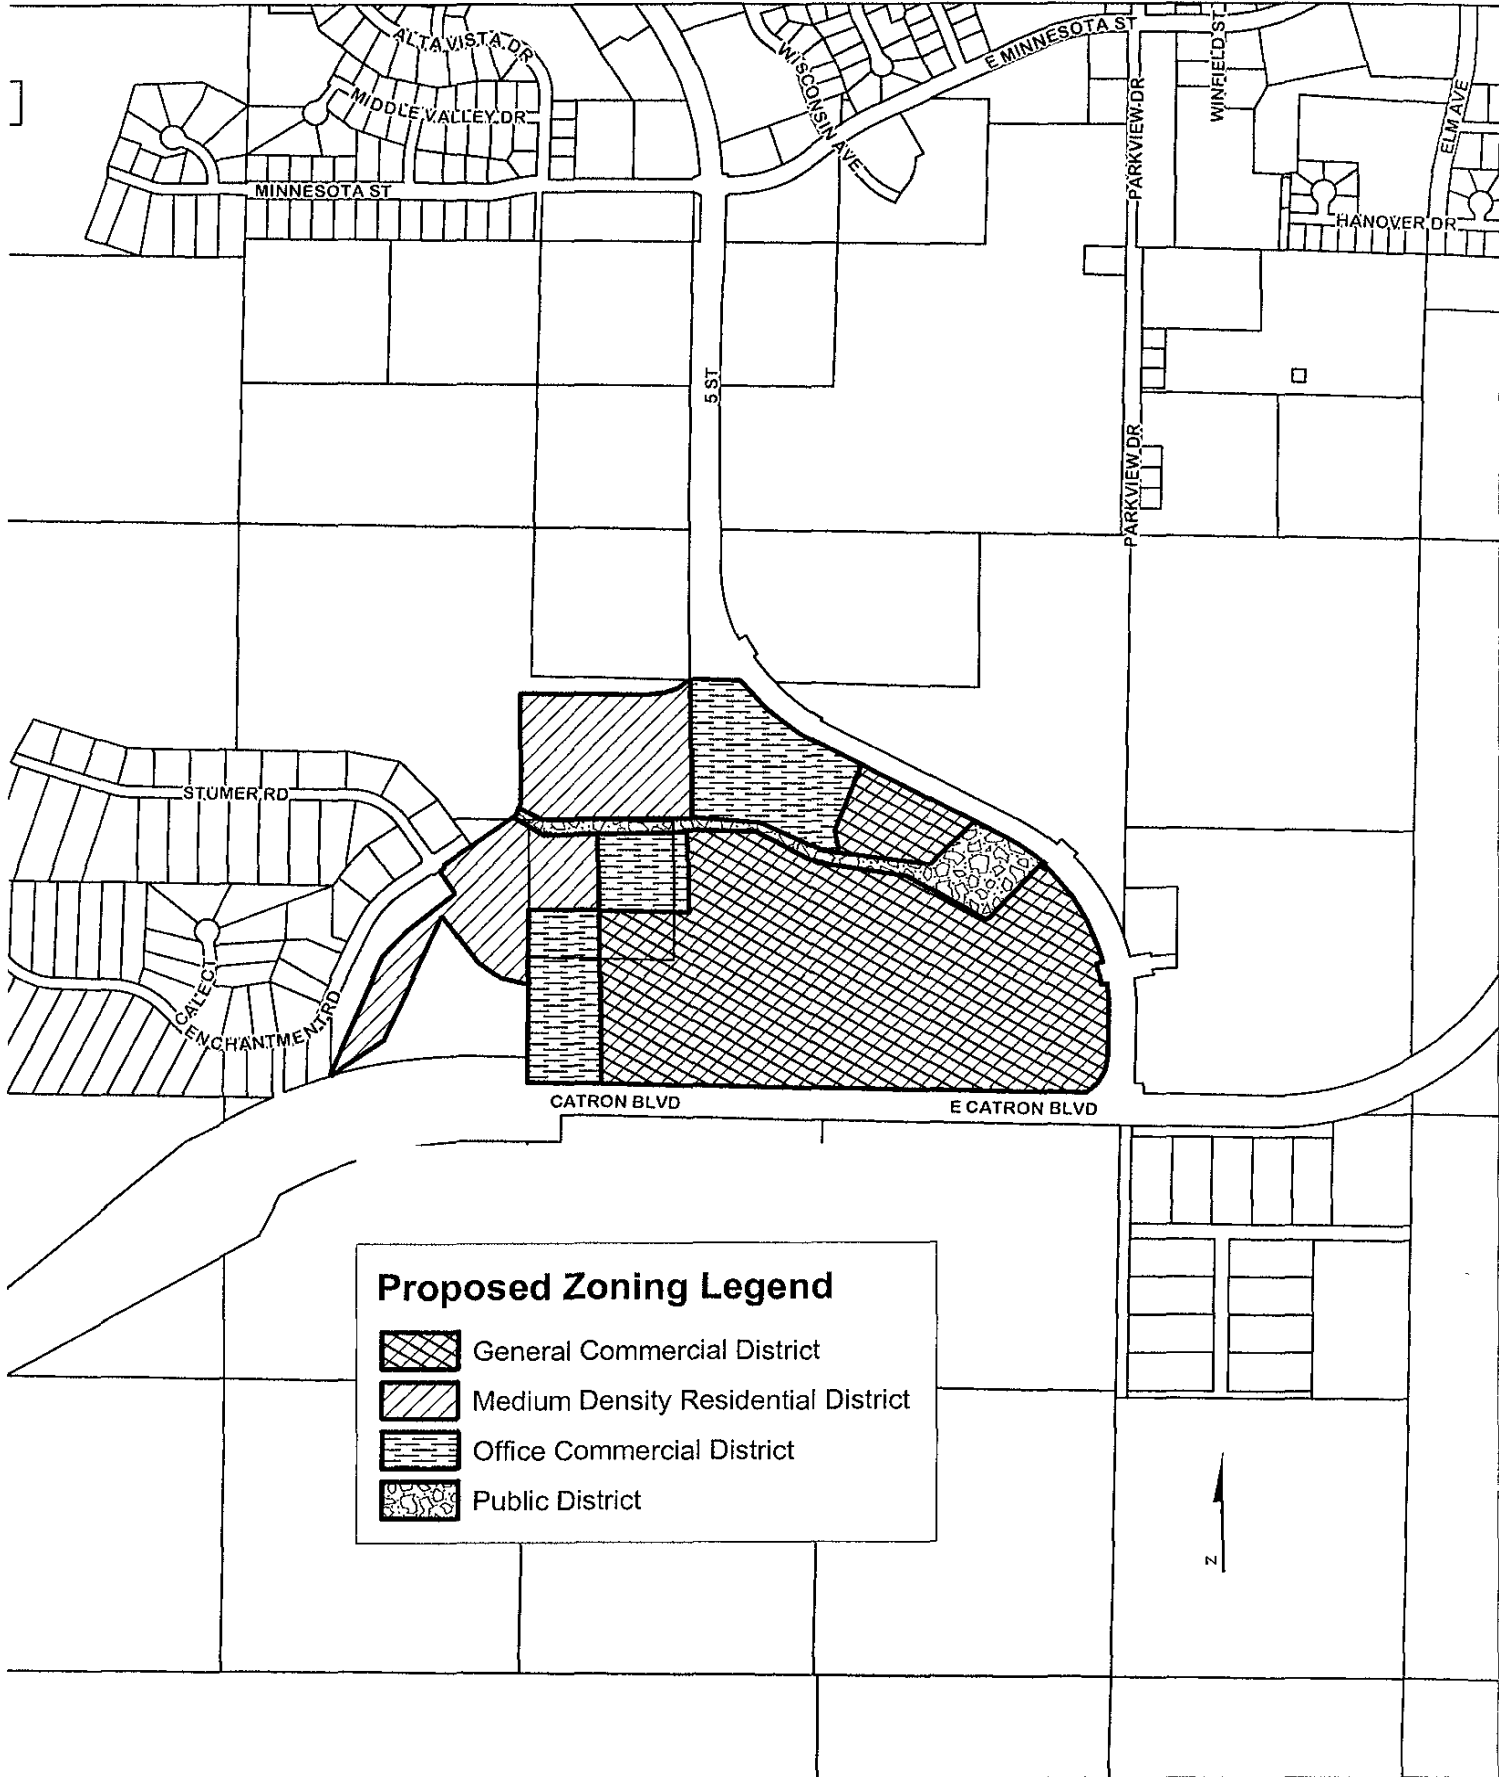 ALTA VISTA DR
MIDDLE VALLEY DR
MINNESOTA ST
WISCONSIN AVE
E MINNESOTA ST
PARKVIEW DR
WINFIELD ST
ELM AVE
HANOVER DR
5 ST
PARKVIEW DR
STUMER RD
CALE CT
ENCHANTMENT RD
CATRON BLVD
E CATRON BLVD
Proposed Zoning Legend
General Commercial District
Medium Density Residential District
Office Commercial District
Public District
N